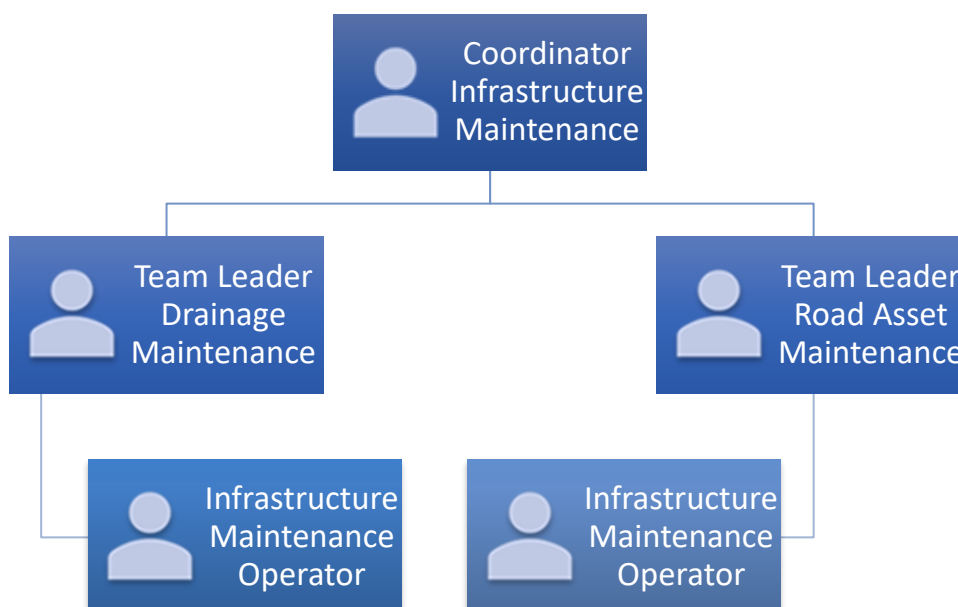 Coordinator
Infrastructure
Maintenance
Team Leader
Drainage
Maintenance
Team Leader
Road Asset
Maintenance
Infrastructure
Maintenance
Operator
Infrastructure
Maintenance
Operator